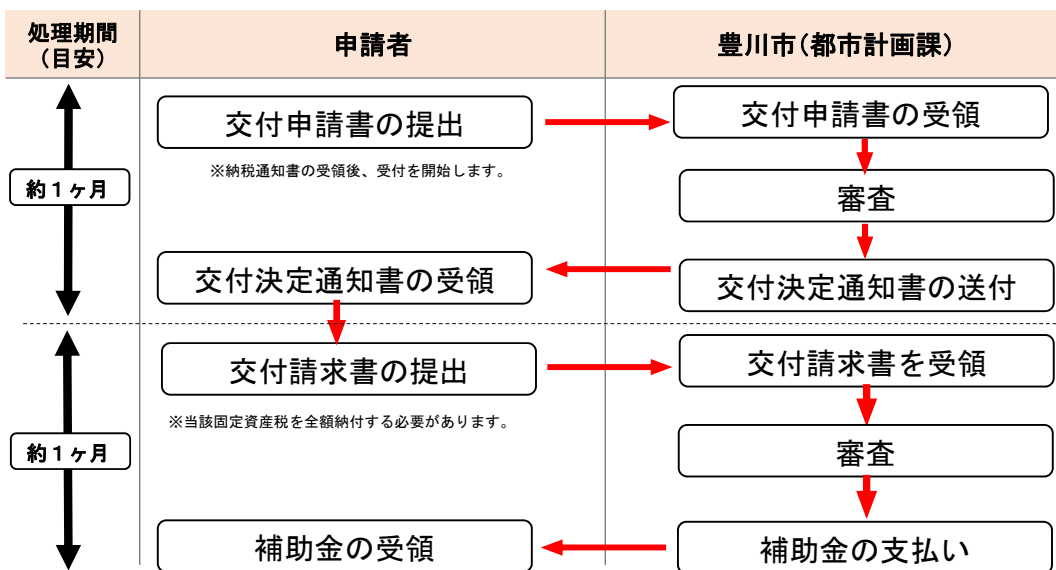 処理期間
（目安）
申請者
豊川市（都市計画課）
交付申請書の提出
交付申請書の受領
※納税通知書の受領後、受付を開始します。
約１ヶ月
審査
交付決定通知書の受領
交付決定通知書の送付
交付請求書の提出
交付請求書を受領
※当該固定資産税を全額納付する必要があります。
約１ヶ月
審査
補助金の受領
補助金の支払い